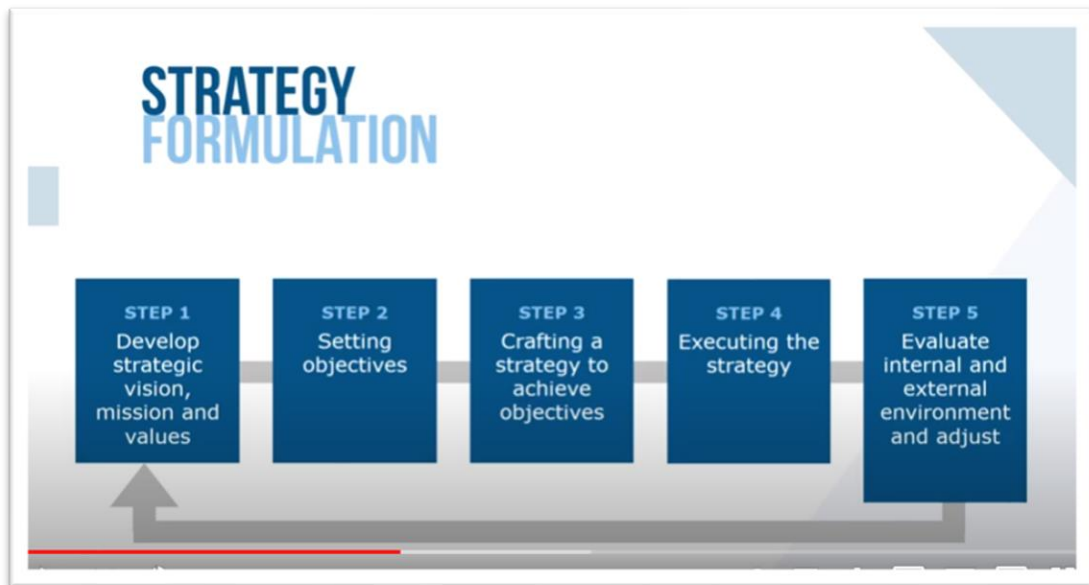 STRATEGY
FORMULATION
STEP 1
Develop
strategic
vision,
mission and
values
STEP 2
Setting
objectives
STEP 3
Crafting a
strategy to
achieve
objectives
STEP 4
Executing the
strategy
STEP 5
Evaluate
internal and
external
environment
and adjust